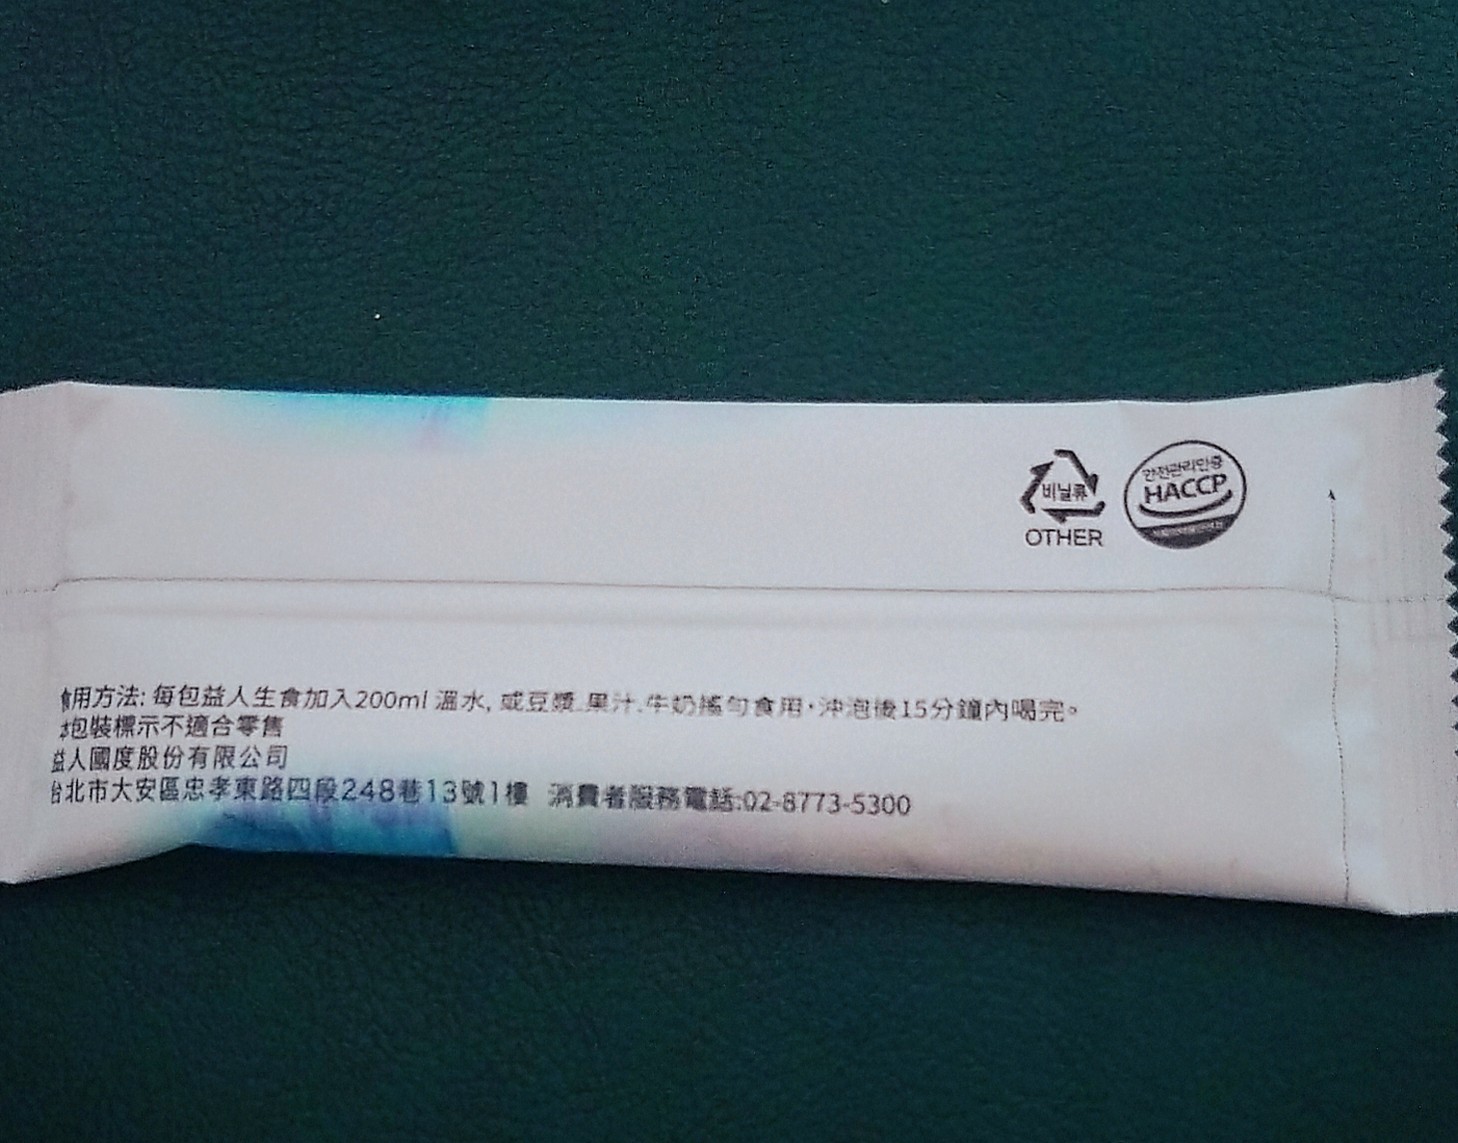 비닐류
OTHER
안전관리인증
HACCP
食用方法: 每包益人生食加入200ml 溫水, 或豆漿.果汁.牛奶搖勻食用，沖泡後15分鐘內喝完。
本包裝標示不適合零售
益人國度股份有限公司
台北市大安區忠孝東路四段248巷13號1樓 消費者服務電話:02-8773-5300